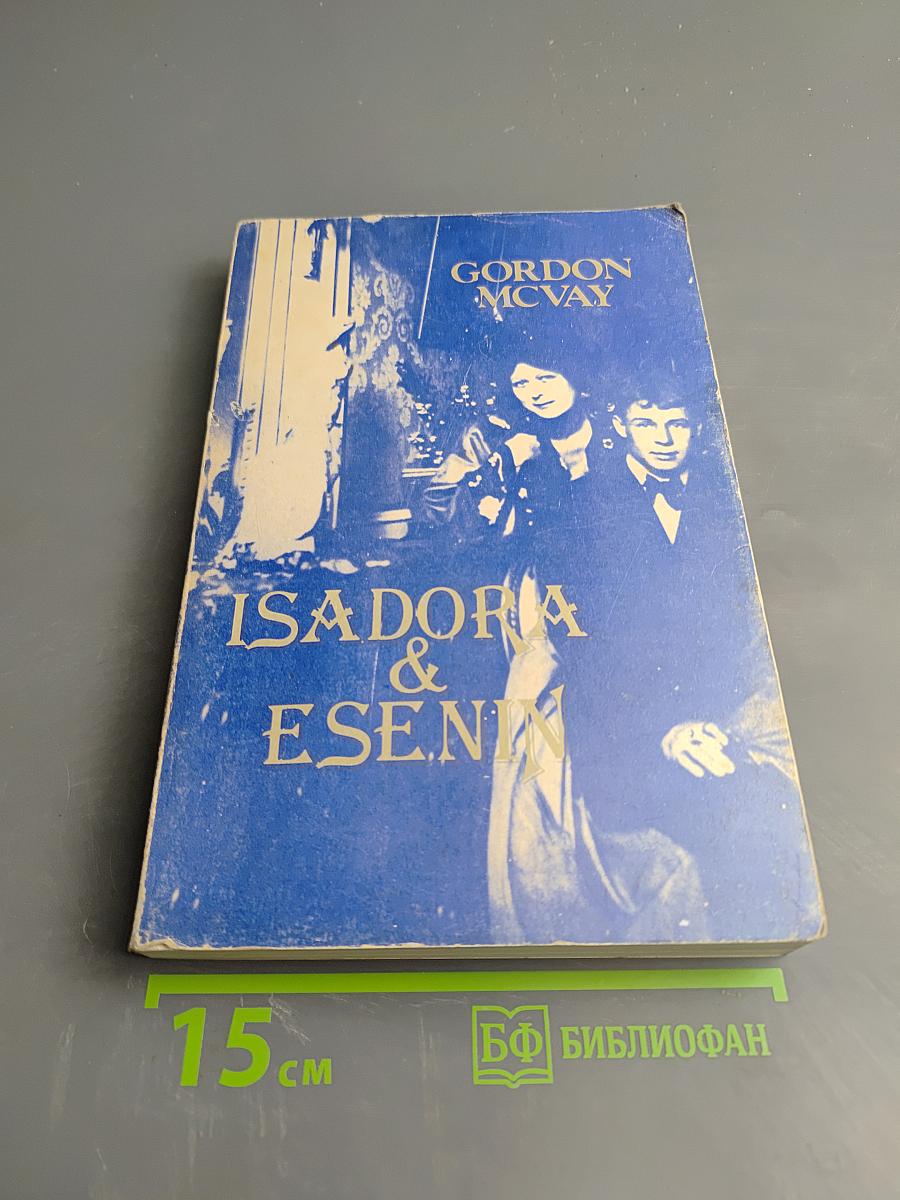 GORDON
MCVAY
ISADORA
&
ESENIN
15 см
БФ БИБЛИОФАН